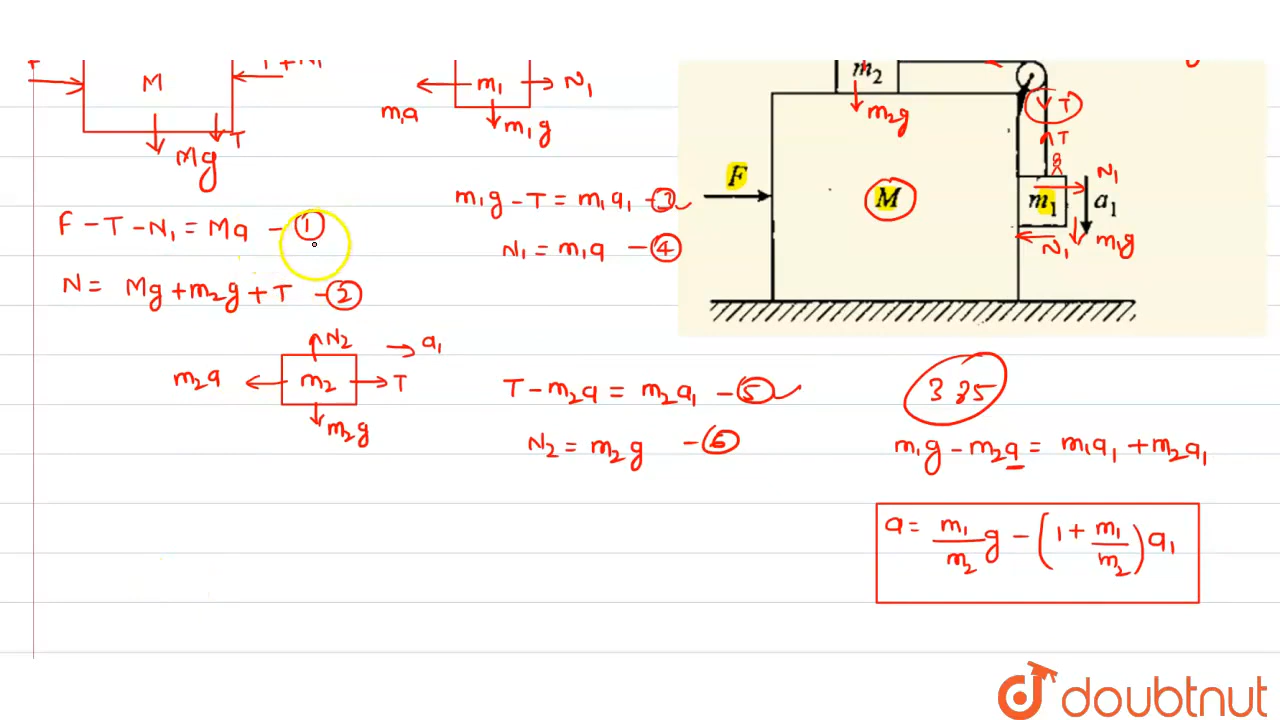 M
T
Mg
m₁
N₁
m₁a
m₁g
F - T - N₁ = Ma - ①
N = Mg + m₂g + T - ②
m₁g - T = m₁a₁ - ③
N₁ = m₁a - ④
m₂
m₂g
T
T
F
M
m₁
N₁
a₁
N₁
m₁g
N₂
a₁
m₂a
m₂
T
m₂g
T - m₂a = m₂a₁ - ⑤
N₂ = m₂g - ⑥
3 & 5
m₁g - m₂a = m₁a₁ + m₂a₁
a = m₁/m₂ g - (1 + m₁/m₂) a₁
doubtnut